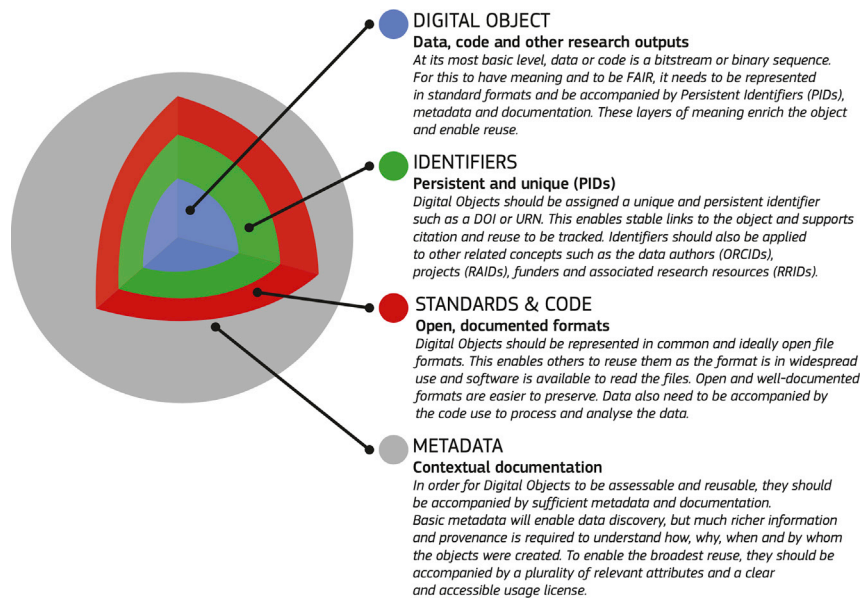 DIGITAL OBJECT
Data, code and other research outputs
At its most basic level, data or code is a bitstream or binary sequence.
For this to have meaning and to be FAIR, it needs to be represented
in standard formats and be accompanied by Persistent Identifiers (PIDs),
metadata and documentation. These layers of meaning enrich the object
and enable reuse.
IDENTIFIERS
Persistent and unique (PIDs)
Digital Objects should be assigned a unique and persistent identifier
such as a DOI or URN. This enables stable links to the object and supports
citation and reuse to be tracked. Identifiers should also be applied
to other related concepts such as the data authors (ORCIDs),
projects (RAIDs), funders and associated research resources (RRIDs).
STANDARDS & CODE
Open, documented formats
Digital Objects should be represented in common and ideally open file
formats. This enables others to reuse them as the format is in widespread
use and software is available to read the files. Open and well-documented
formats are easier to preserve. Data also need to be accompanied by
the code use to process and analyse the data.
METADATA
Contextual documentation
In order for Digital Objects to be assessable and reusable, they should
be accompanied by sufficient metadata and documentation.
Basic metadata will enable data discovery, but much richer information
and provenance is required to understand how, why, when and by whom
the objects were created. To enable the broadest reuse, they should be
accompanied by a plurality of relevant attributes and a clear
and accessible usage license.